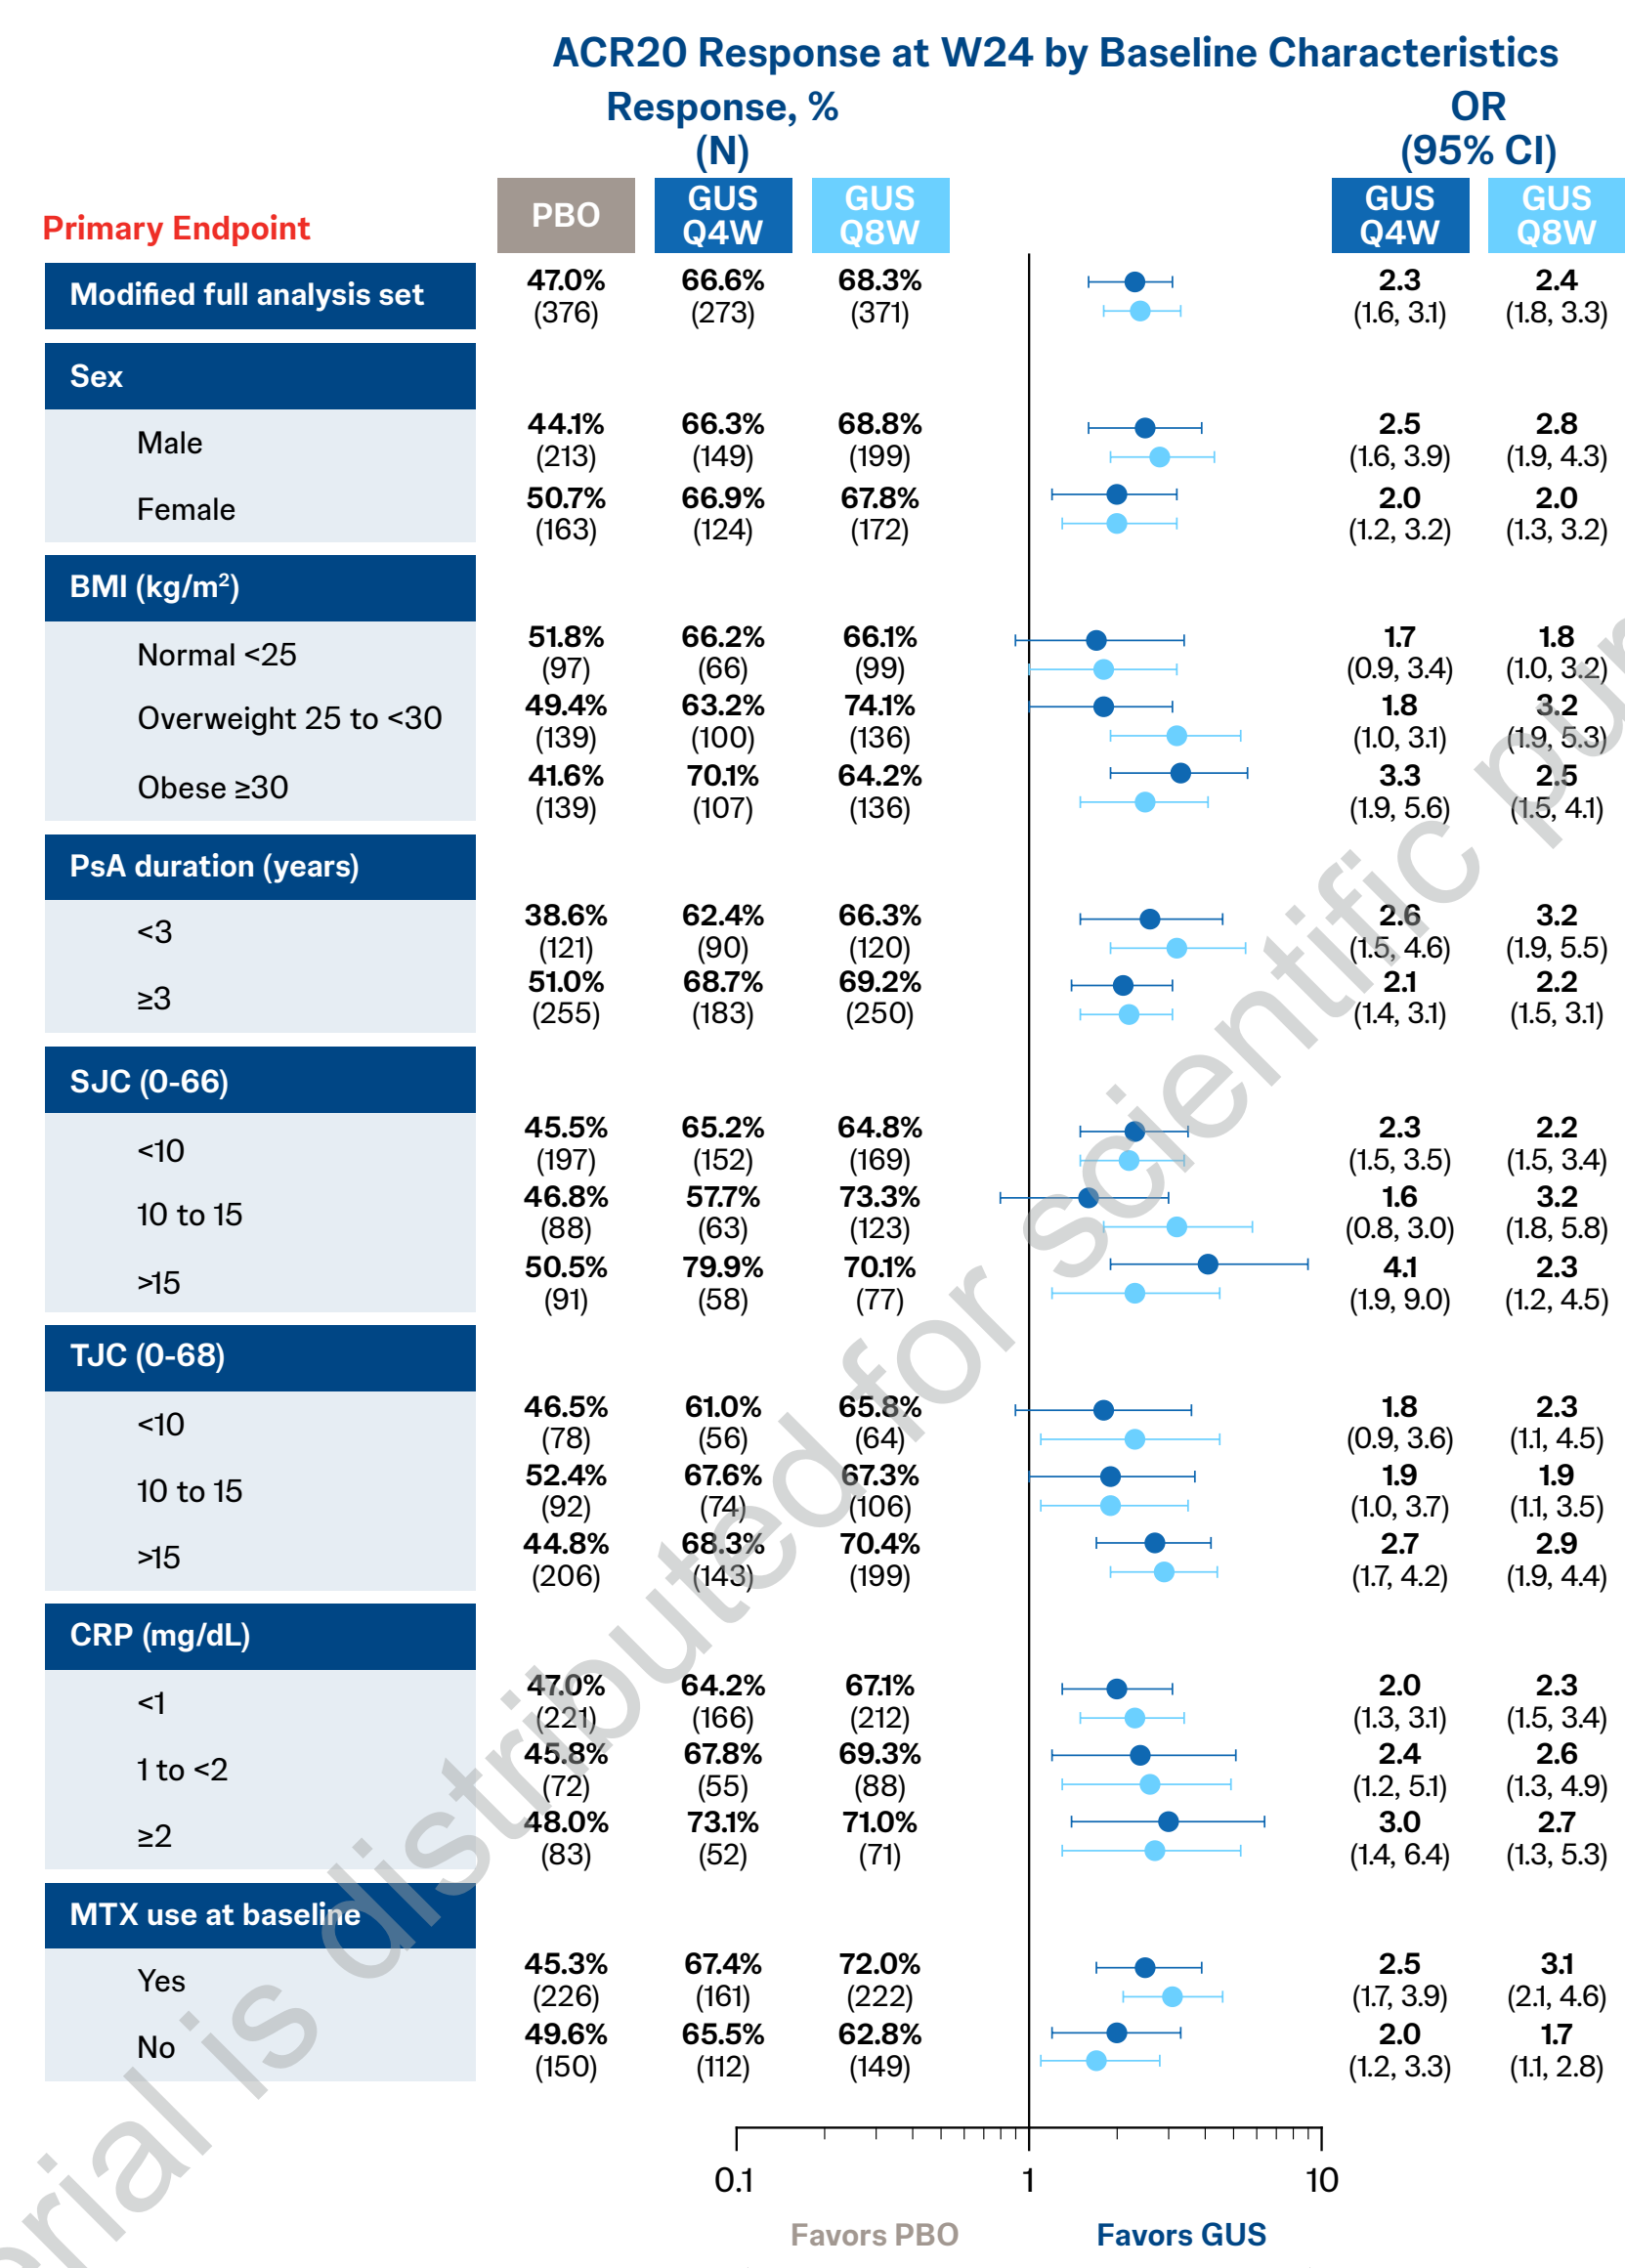 ACR20 Response at W24 by Baseline Characteristics
Response, %
(N)
OR
(95% CI)
Primary Endpoint
PBO
GUS
Q4W
GUS
Q8W
GUS
Q4W
GUS
Q8W
Modified full analysis set
47.0% 66.6% 68.3% 2.3 2.4
(376) (273) (371) (1.6, 3.1) (1.8, 3.3)
Sex
Male
44.1% 66.3% 68.8% 2.5 2.8
(213) (149) (199) (1.6, 3.9) (1.9, 4.3)
Female
50.7% 66.9% 67.8% 2.0 2.0
(163) (124) (172) (1.2, 3.2) (1.3, 3.2)
BMI (kg/m²)
Normal <25
51.8% 66.2% 66.1% 1.7 1.8
(97) (66) (99) (0.9, 3.4) (1.0, 3.2)
Overweight 25 to <30
49.4% 63.2% 74.1% 1.8 3.2
(139) (100) (136) (1.0, 3.1) (1.9, 5.3)
Obese ≥30
41.6% 70.1% 64.2% 3.3 2.5
(139) (107) (136) (1.9, 5.6) (1.5, 4.1)
PsA duration (years)
<3
38.6% 62.4% 66.3% 2.6 3.2
(121) (90) (120) (1.5, 4.6) (1.9, 5.5)
≥3
51.0% 68.7% 69.2% 2.1 2.2
(255) (183) (250) (1.4, 3.1) (1.5, 3.1)
SJC (0-66)
<10
45.5% 65.2% 64.8% 2.3 2.2
(197) (152) (169) (1.5, 3.5) (1.5, 3.4)
10 to 15
46.8% 57.7% 73.3% 1.6 3.2
(88) (63) (123) (0.8, 3.0) (1.8, 5.8)
>15
50.5% 79.9% 70.1% 4.1 2.3
(91) (58) (77) (1.9, 9.0) (1.2, 4.5)
TJC (0-68)
<10
46.5% 61.0% 65.8% 1.8 2.3
(78) (56) (64) (0.9, 3.6) (1.1, 4.5)
10 to 15
52.4% 67.6% 67.3% 1.9 1.9
(92) (74) (106) (1.0, 3.7) (1.1, 3.5)
>15
44.8% 68.3% 70.4% 2.7 2.9
(206) (143) (199) (1.7, 4.2) (1.9, 4.4)
CRP (mg/dL)
<1
47.0% 64.2% 67.1% 2.0 2.3
(221) (166) (212) (1.3, 3.1) (1.5, 3.4)
1 to <2
45.8% 67.8% 69.3% 2.4 2.6
(72) (55) (88) (1.2, 5.1) (1.3, 4.9)
≥2
48.0% 73.1% 71.0% 3.0 2.7
(83) (52) (71) (1.4, 6.4) (1.3, 5.3)
MTX use at baseline
Yes
45.3% 67.4% 72.0% 2.5 3.1
(226) (161) (222) (1.7, 3.9) (2.1, 4.6)
No
49.6% 65.5% 62.8% 2.0 1.7
(150) (112) (149) (1.2, 3.3) (1.1, 2.8)
0.1 1 10
Favors PBO Favors GUS
erial is distributed for scientific pur